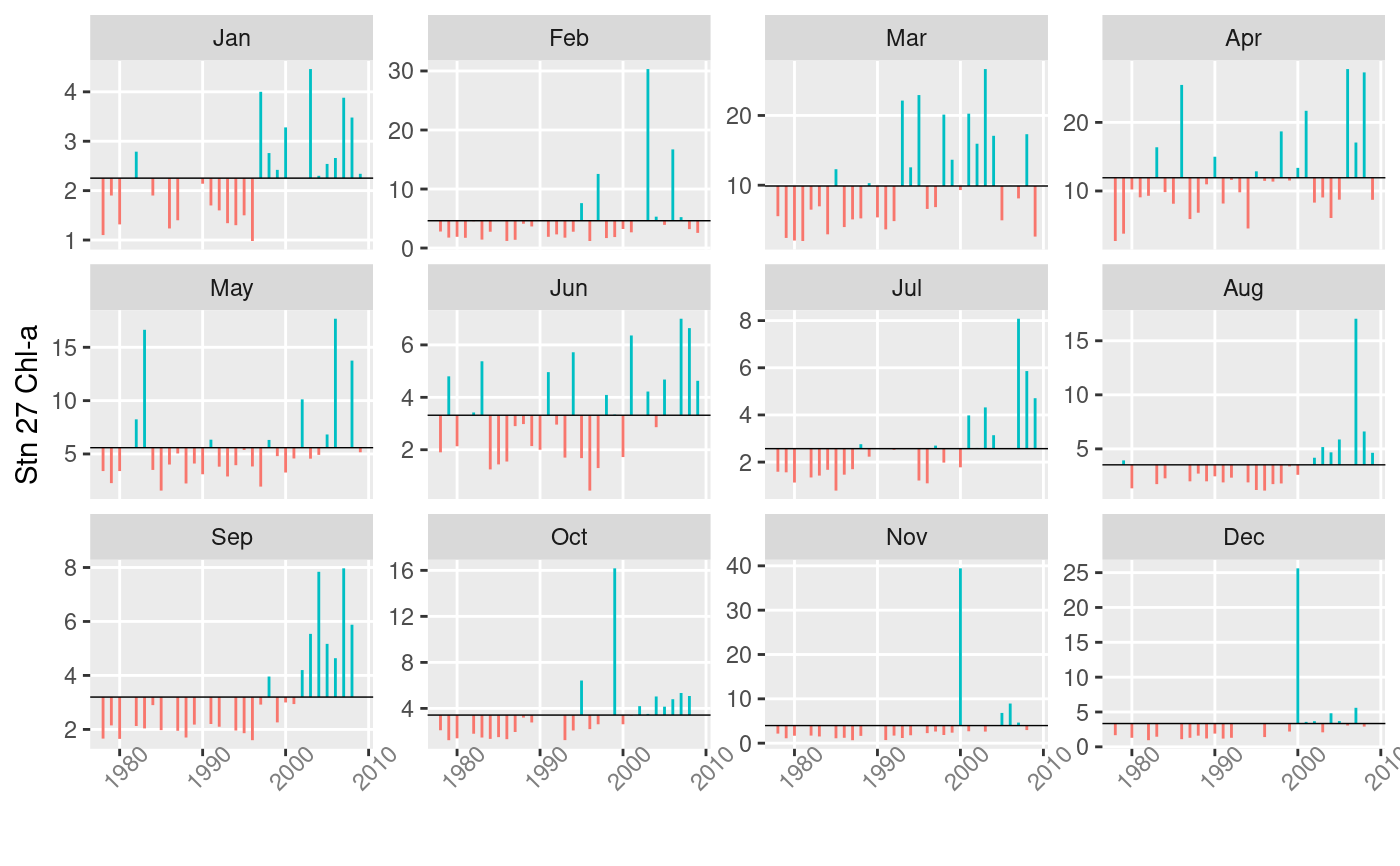 Jan Feb Mar Apr
4 3 2 1
30 20 10 0
20 10
20 10
May Jun Jul Aug
15 10 5
6 4 2
8 6 4 2
15 10 5
Sep Oct Nov Dec
8 6 4 2
16 12 8 4
40 30 20 10 0
25 20 15 10 5 0
1980 1990 2000 2010 1980 1990 2000 2010 1980 1990 2000 2010 1980 1990 2000 2010
Stn 27 Chl-a